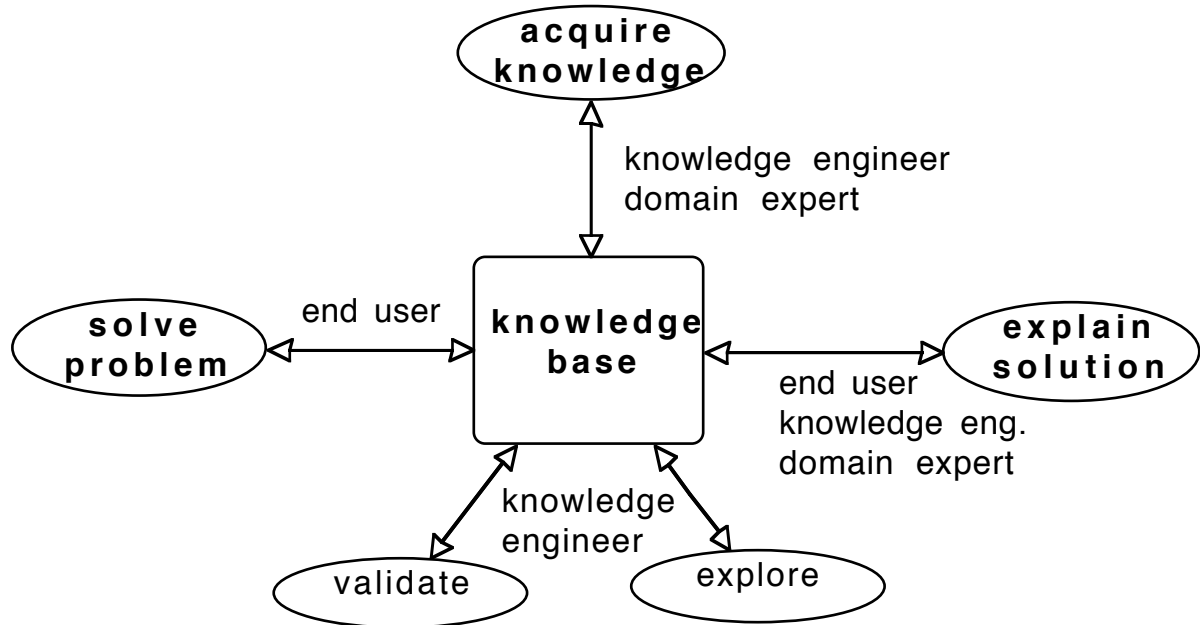 acquire
knowledge
knowledge engineer
domain expert
solve
problem
end user
knowledge
base
explain
solution
end user
knowledge eng.
domain expert
knowledge
engineer
validate
explore